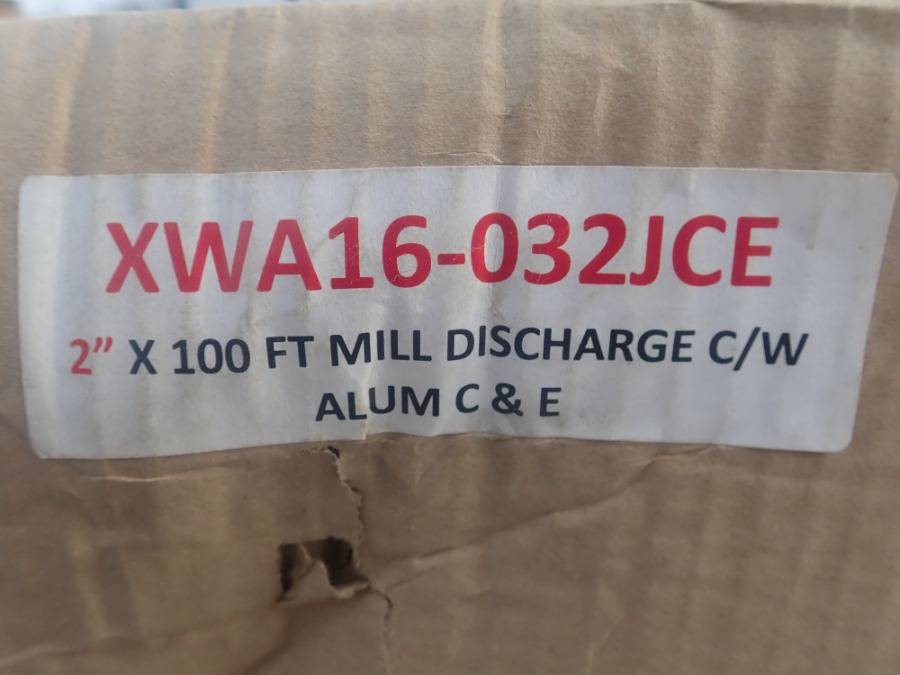 XWA16-032JCE
2” X 100 FT MILL DISCHARGE C/W
ALUM C & E